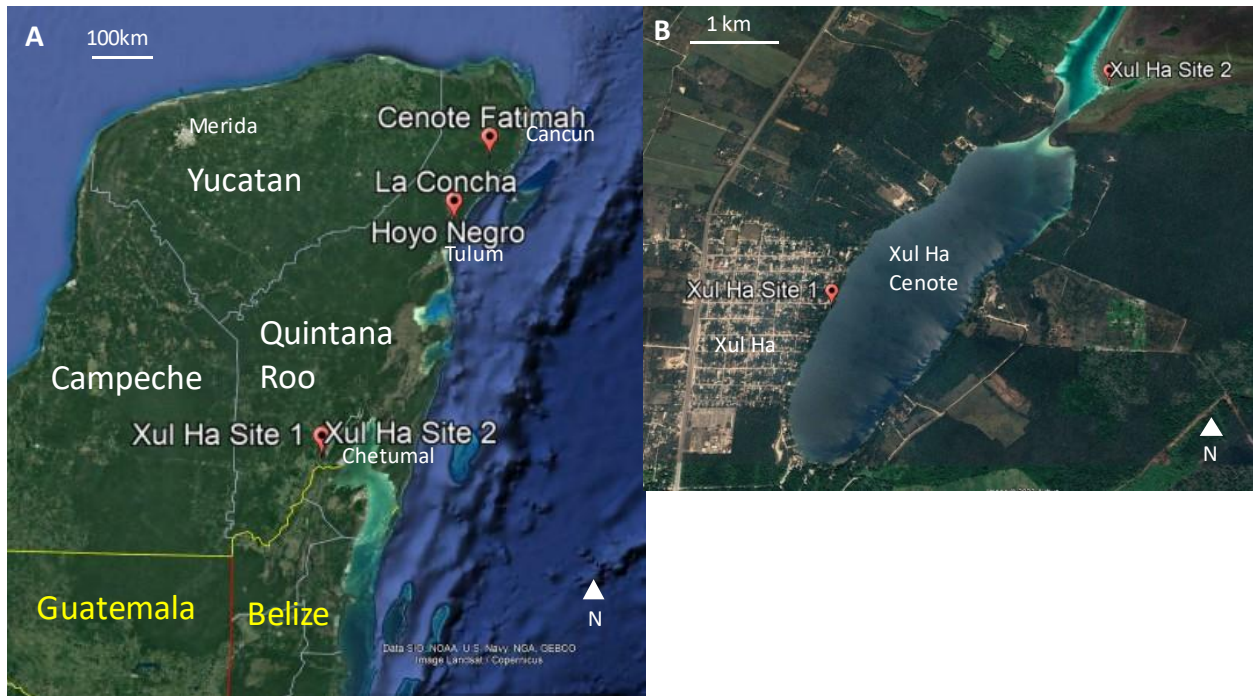 A
100km
Merida
Cenote Fatimah
Cancun
Yucatan
La Concha
Hoyo Negro
Tulum
Quintana
Roo
Campeche
Xul Ha Site 1
Xul Ha Site 2
Chetumal
Guatemala
Belize
N
Data SIO, NOAA, U.S. Navy, NGA, GEBCO
Image Landsat / Copernicus
B
1 km
Xul Ha Site 2
Xul Ha
Cenote
Xul Ha Site 1
Xul Ha
N